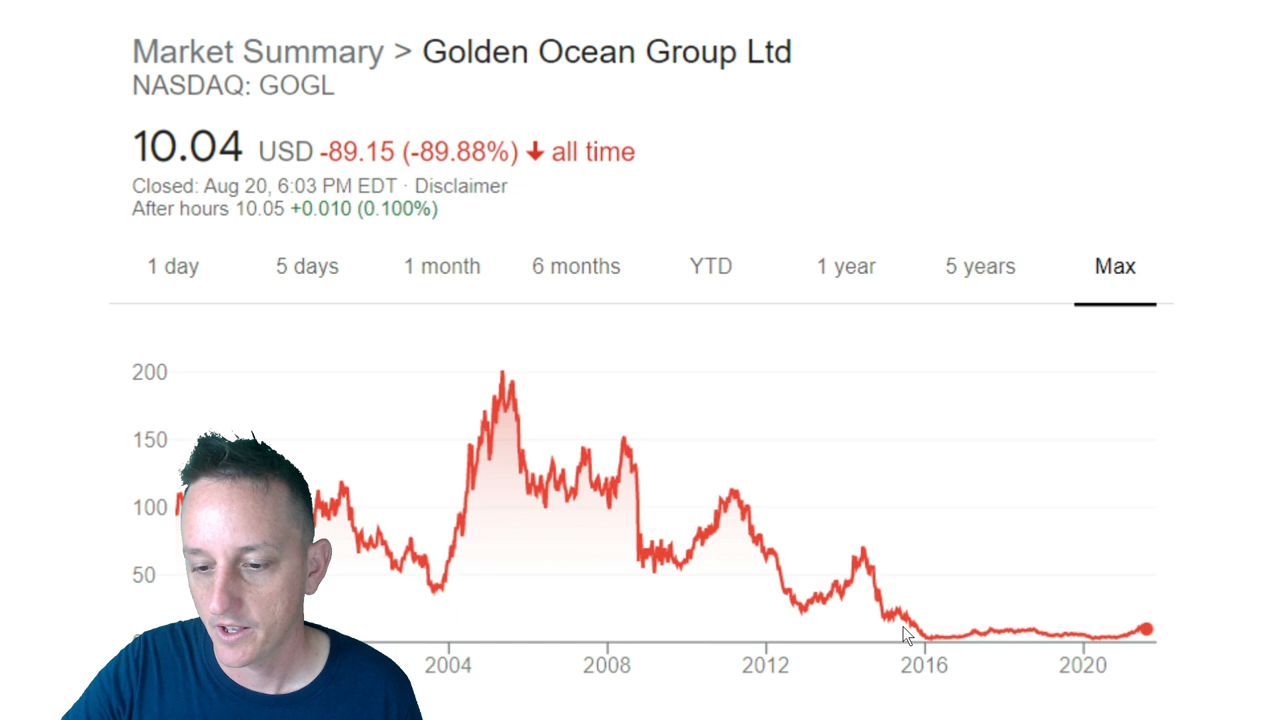 Market Summary > Golden Ocean Group Ltd
NASDAQ: GOGL
10.04 USD -89.15 (-89.88%) all time
Closed: Aug 20, 6:03 PM EDT · Disclaimer
After hours 10.05 +0.010 (0.100%)
1 day 5 days 1 month 6 months YTD 1 year 5 years Max
200
150
100
50
2004 2008 2012 2016 2020